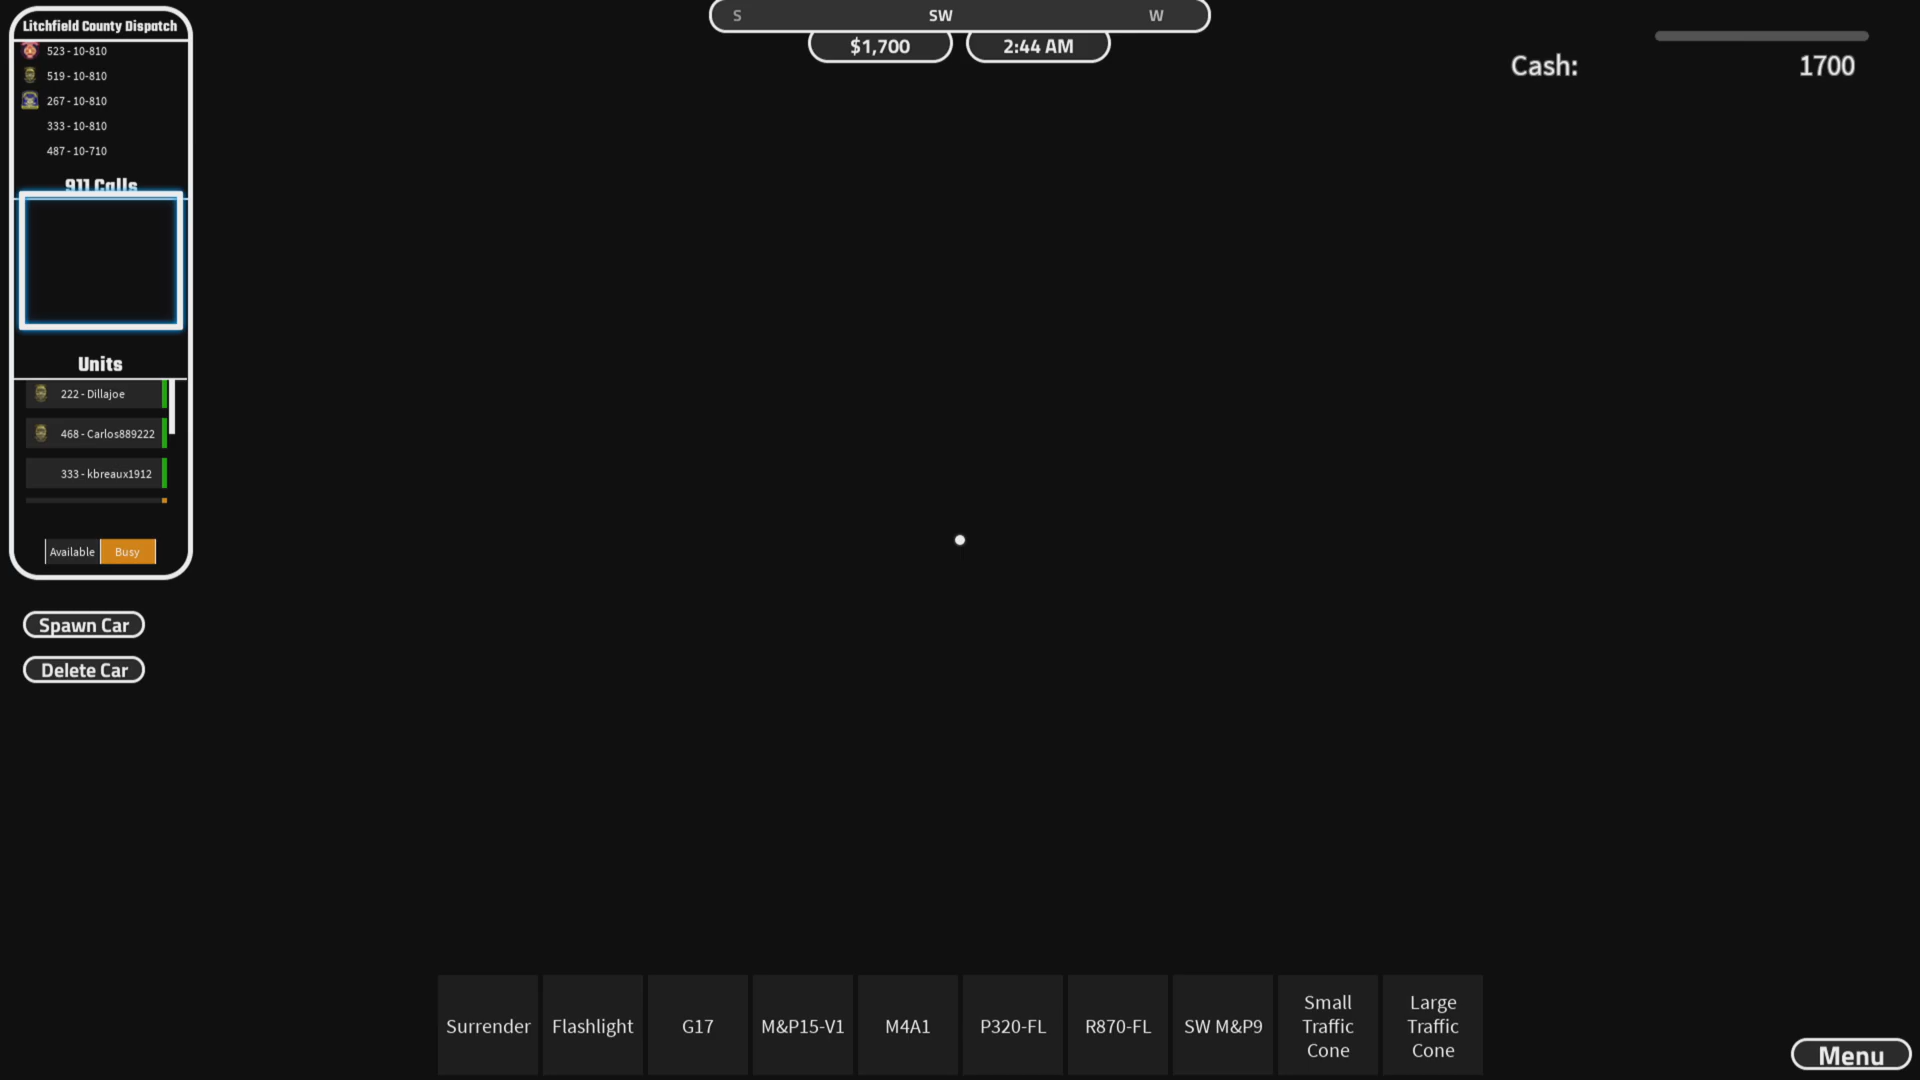 Litchfield County Dispatch
523 - 10-810
519 - 10-810
267 - 10-810
333 - 10-810
487 - 10-710
911 Calls
Units
222 - Dillajoe
468 - Carlos889222
333 - kbreaux1912
Available
Busy
Spawn Car
Delete Car
S
SW
W
$1,700
2:44 AM
Cash:
1700
Surrender
Flashlight
G17
M&P15-V1
M4A1
P320-FL
R870-FL
SW M&P9
Small
Traffic
Cone
Large
Traffic
Cone
Menu